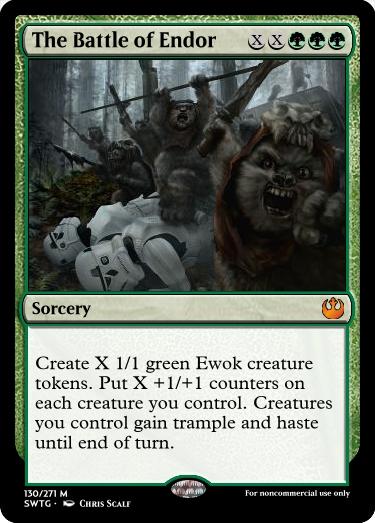 The Battle of Endor XX
Sorcery
Create X 1/1 green Ewok creature
tokens. Put X +1/+1 counters on
each creature you control. Creatures
you control gain trample and haste
until end of turn.
130/271 M
SWTG · Chris Scalf
For noncommercial use only